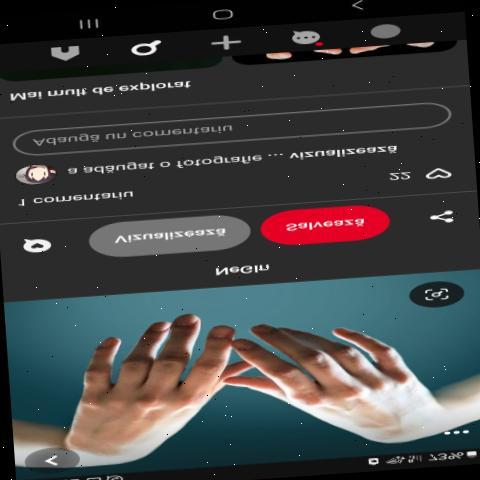 NeGin
Vizualizează Salvează
1 comentariu 22
a adăugat o fotografie ... Vizualizează
Adaugă un comentariu
Mai mult de explorat